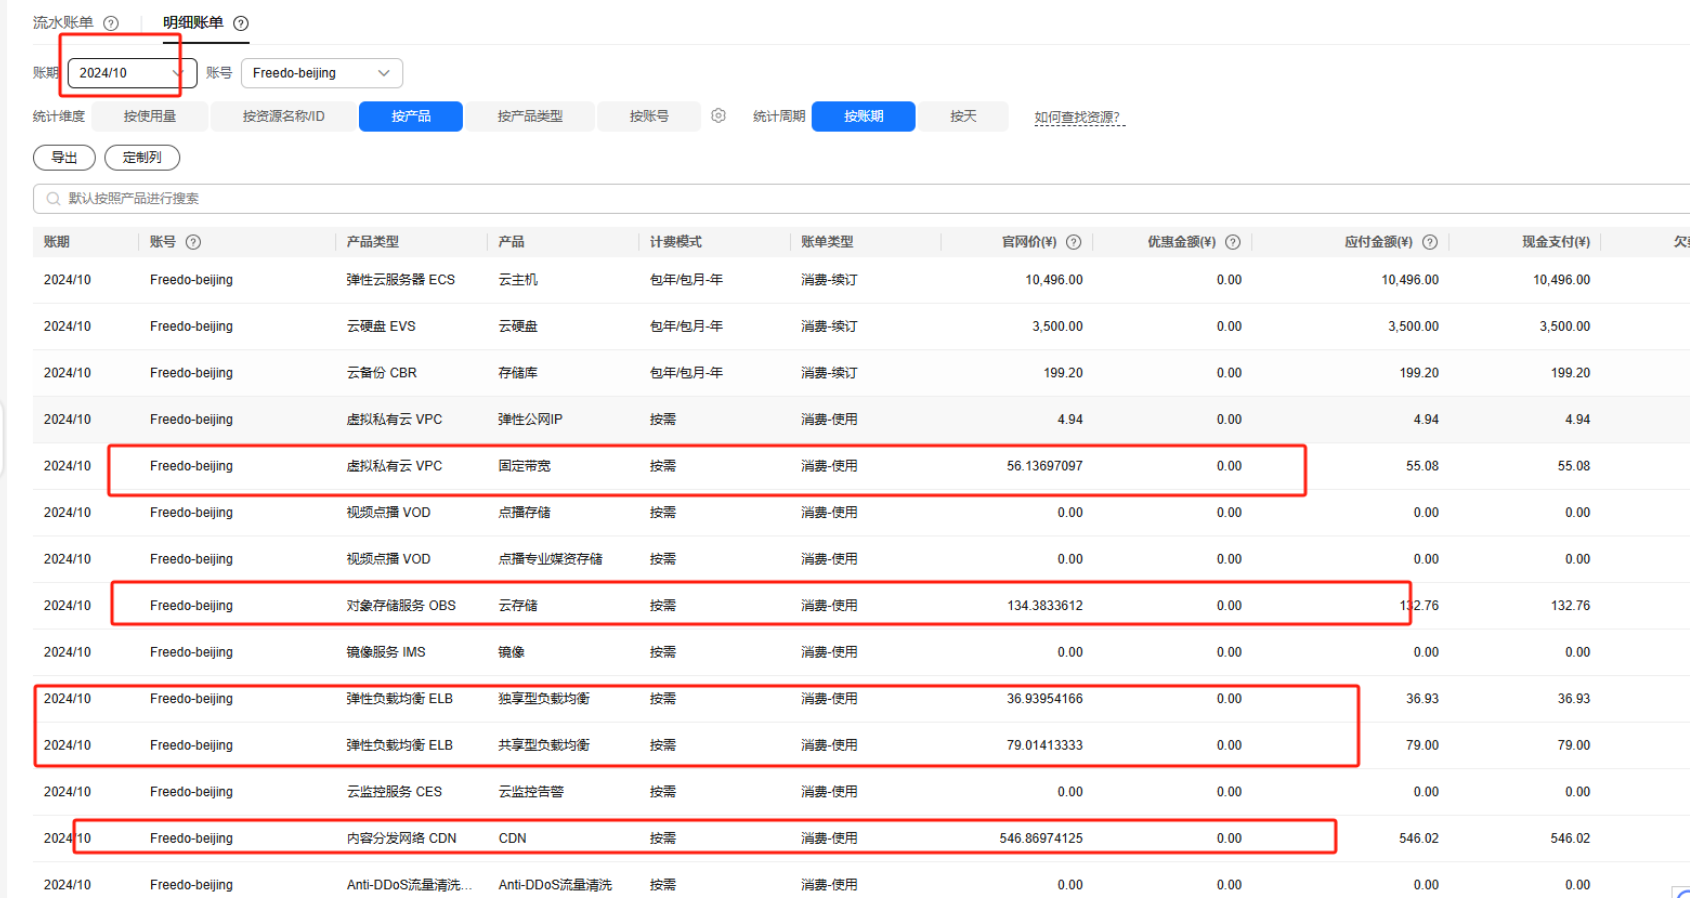 流水账单 明细账单
账期 2024/10 账号 Freedo-beijing
统计维度 按使用量 按资源名称/ID 按产品 按产品类型 按账号 统计周期 按账期 按天 如何查找资源?
导出 定制列
默认按照产品进行搜索
账期 账号 产品类型 产品 计费模式 账单类型 官网价(¥) 优惠金额(¥) 应付金额(¥) 现金支付(¥)
2024/10 Freedo-beijing 弹性云服务器 ECS 云主机 包年/包月-年 消费-续订 10,496.00 0.00 10,496.00 10,496.00
2024/10 Freedo-beijing 云硬盘 EVS 云硬盘 包年/包月-年 消费-续订 3,500.00 0.00 3,500.00 3,500.00
2024/10 Freedo-beijing 云备份 CBR 存储库 包年/包月-年 消费-续订 199.20 0.00 199.20 199.20
2024/10 Freedo-beijing 虚拟私有云 VPC 弹性公网IP 按需 消费-使用 4.94 0.00 4.94 4.94
2024/10 Freedo-beijing 虚拟私有云 VPC 固定带宽 按需 消费-使用 56.13697097 0.00 55.08 55.08
2024/10 Freedo-beijing 视频点播 VOD 点播存储 按需 消费-使用 0.00 0.00 0.00 0.00
2024/10 Freedo-beijing 视频点播 VOD 点播专业媒资存储 按需 消费-使用 0.00 0.00 0.00 0.00
2024/10 Freedo-beijing 对象存储服务 OBS 云存储 按需 消费-使用 134.3833612 0.00 132.76 132.76
2024/10 Freedo-beijing 镜像服务 IMS 镜像 按需 消费-使用 0.00 0.00 0.00 0.00
2024/10 Freedo-beijing 弹性负载均衡 ELB 独享型负载均衡 按需 消费-使用 36.93954166 0.00 36.93 36.93
2024/10 Freedo-beijing 弹性负载均衡 ELB 共享型负载均衡 按需 消费-使用 79.01413333 0.00 79.00 79.00
2024/10 Freedo-beijing 云监控服务 CES 云监控告警 按需 消费-使用 0.00 0.00 0.00 0.00
2024/10 Freedo-beijing 内容分发网络 CDN CDN 按需 消费-使用 546.86974125 0.00 546.02 546.02
2024/10 Freedo-beijing Anti-DDoS流量清洗... Anti-DDoS流量清洗 按需 消费-使用 0.00 0.00 0.00 0.00